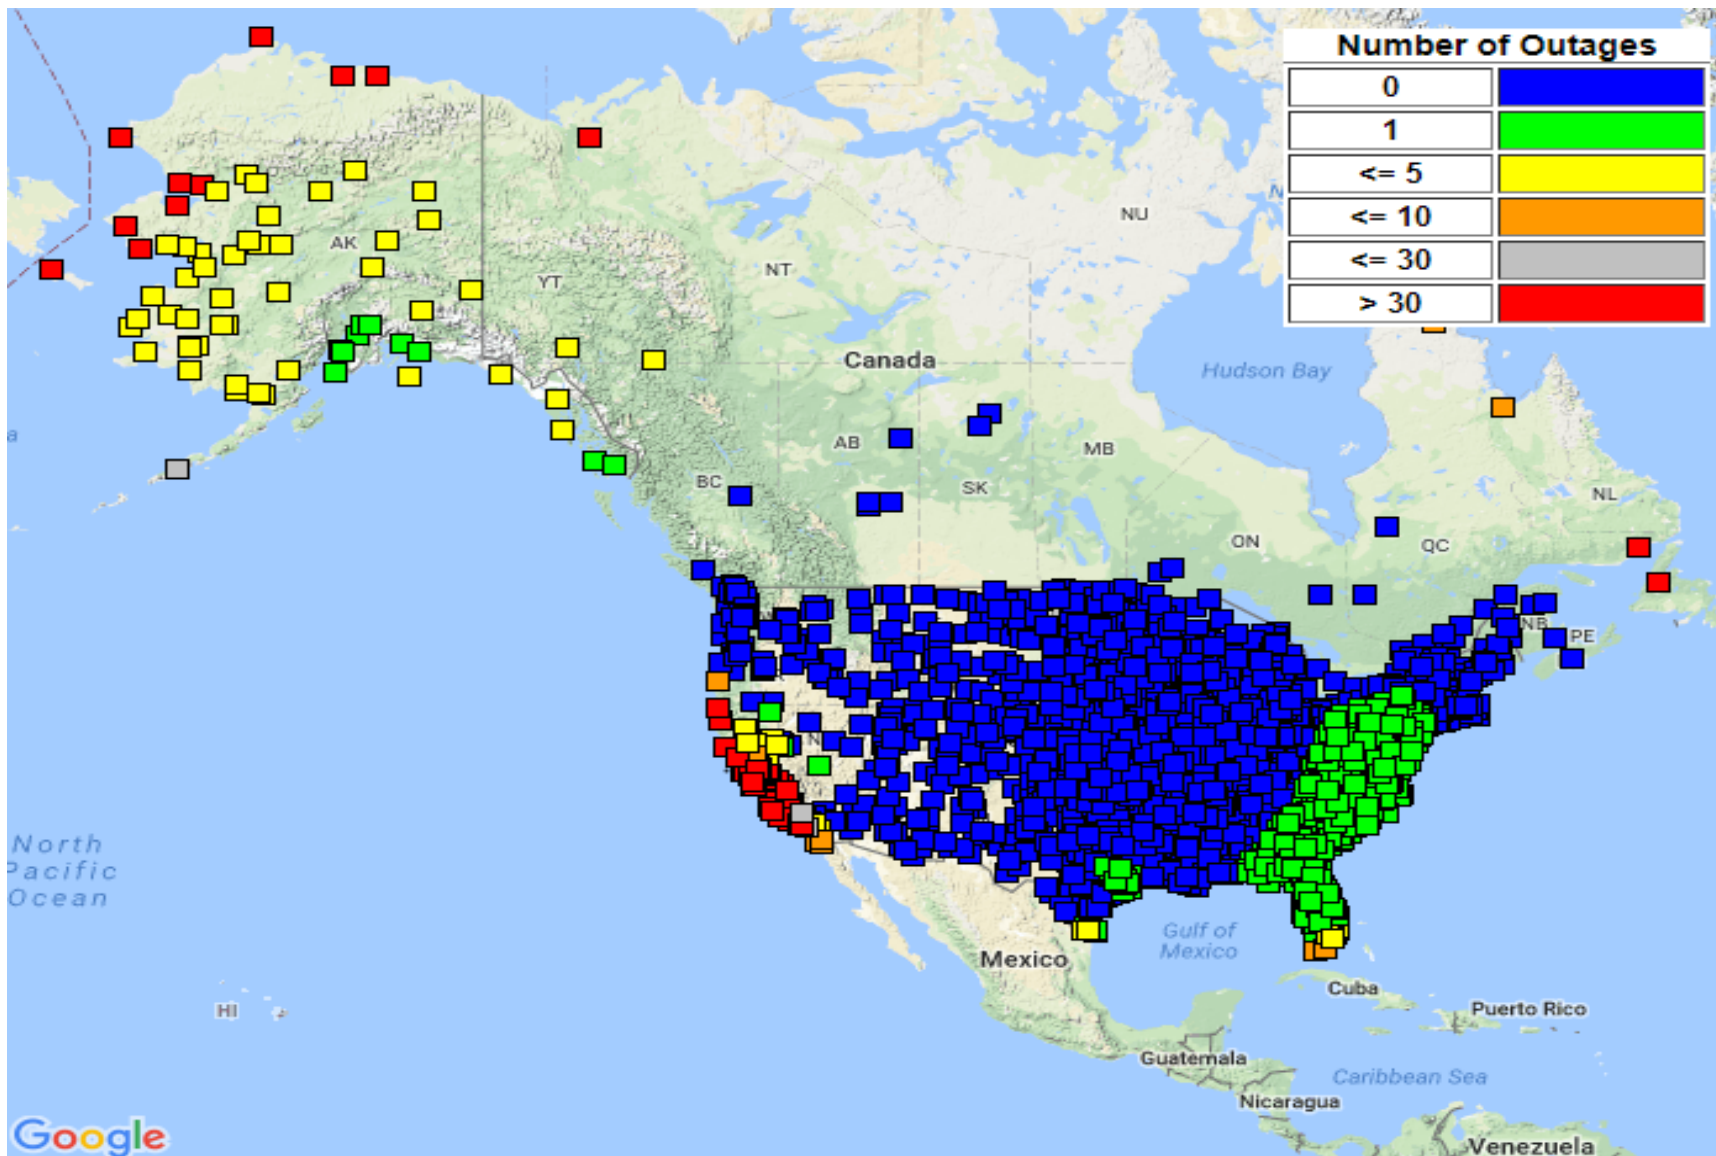 Number of Outages
0
1
<= 5
<= 10
<= 30
> 30
NU
AK
YT
NT
Canada
Hudson Bay
AB
MB
BC
SK
NL
ON
QC
NB
PE
North
Pacific
Ocean
Gulf of
Mexico
Mexico
Cuba
HI
Puerto Rico
Guatemala
Caribbean Sea
Nicaragua
Google
Venezuela